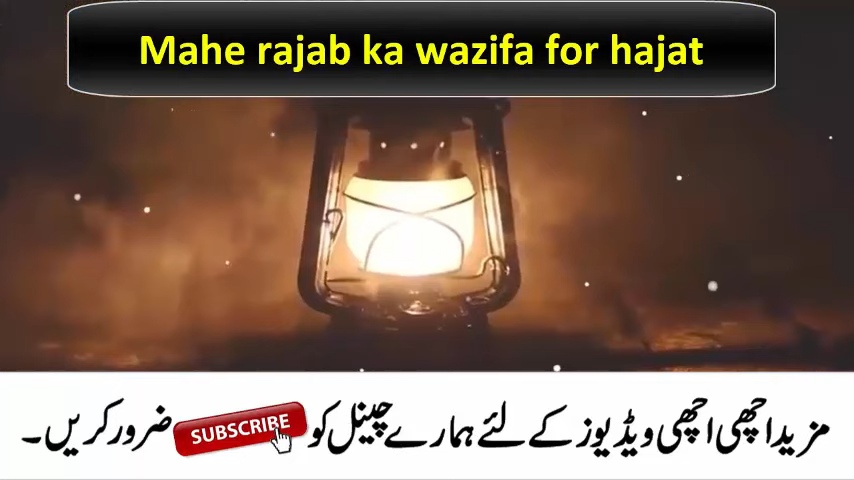 Mahe rajab ka wazifa for hajat
مزید اچھی اچھی ویڈیوز کے لئے ہمارے چینل کو SUBSCRIBE ضرور کریں۔